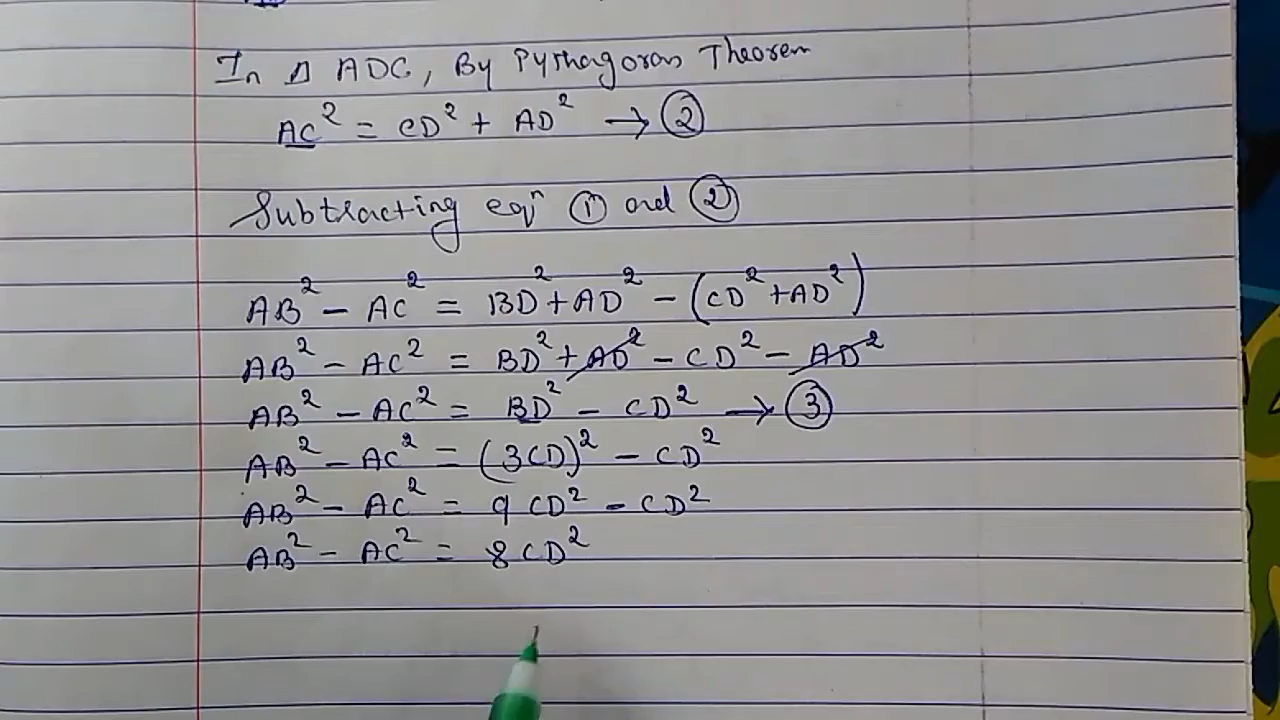 In Δ ADC, By Pythagoras Theorem
AC² = CD² + AD² → ②
Subtracting eqⁿ ① and ②
AB² - AC² = BD² + AD² - (CD² + AD²)
AB² - AC² = BD² + AD² - CD² - AD²
AB² - AC² = BD² - CD² → ③
AB² - AC² = (3CD)² - CD²
AB² - AC² = 9 CD² - CD²
AB² - AC² = 8 CD²